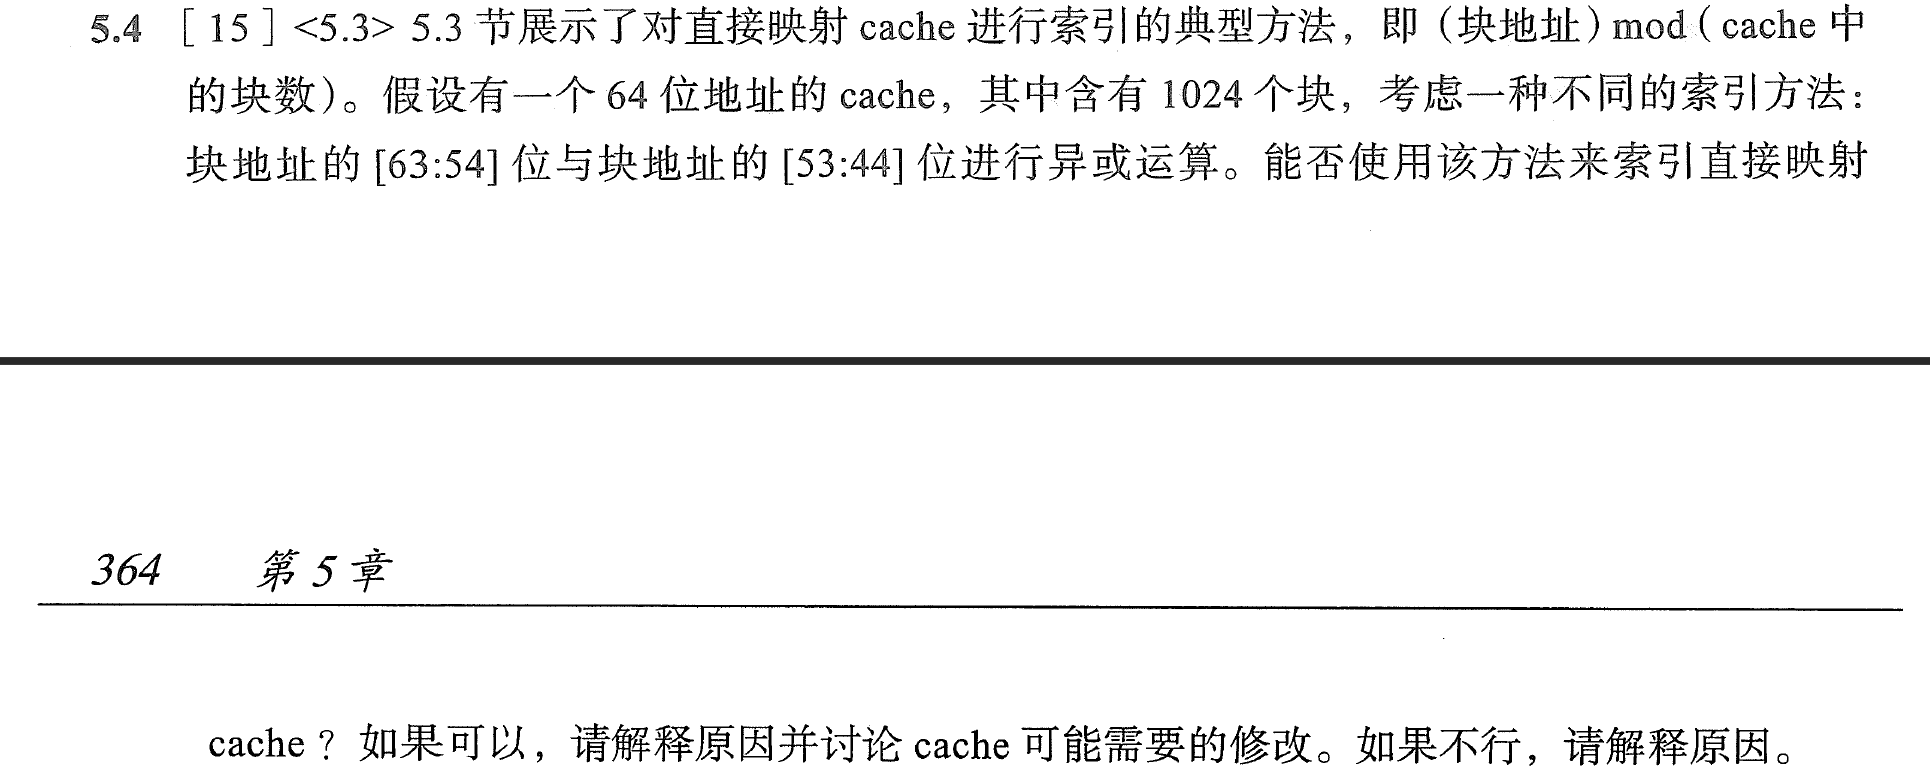 5.4 [ 15 ] <5.3> 5.3 节展示了对直接映射 cache 进行索引的典型方法，即（块地址）mod（cache 中
的块数）。假设有一个 64 位地址的 cache，其中含有 1024 个块，考虑一种不同的索引方法：
块地址的 [63:54] 位与块地址的 [53:44] 位进行异或运算。能否使用该方法来索引直接映射
364 第 5 章
cache？如果可以，请解释原因并讨论 cache 可能需要的修改。如果不行，请解释原因。